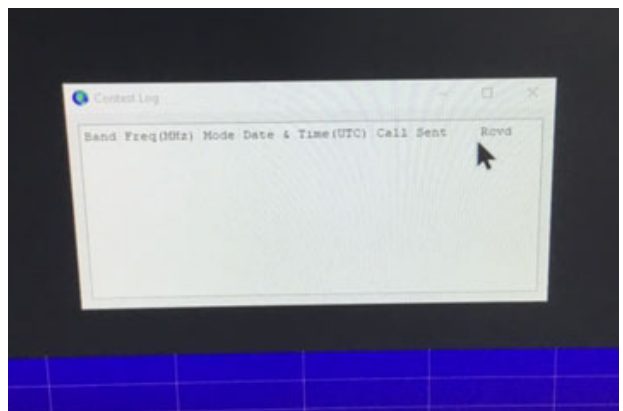 Contest Log
Band Freq(MHz) Mode Date & Time(UTC) Call Sent Rcvd